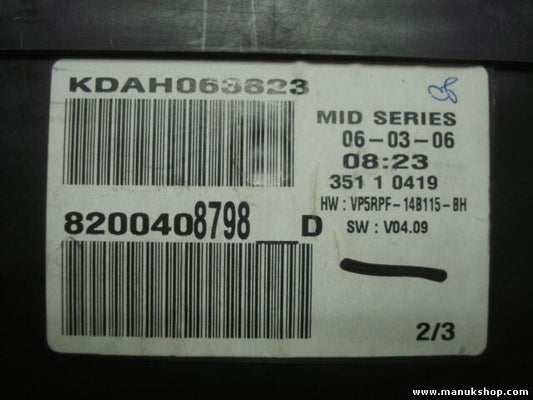 KDAH063823
MID SERIES
06-03-06
08:23
351 1 0419
HW : VP5RPF-14B115-BH
SW : V04.09
8200408798__D
2/3
www.manukshop.com